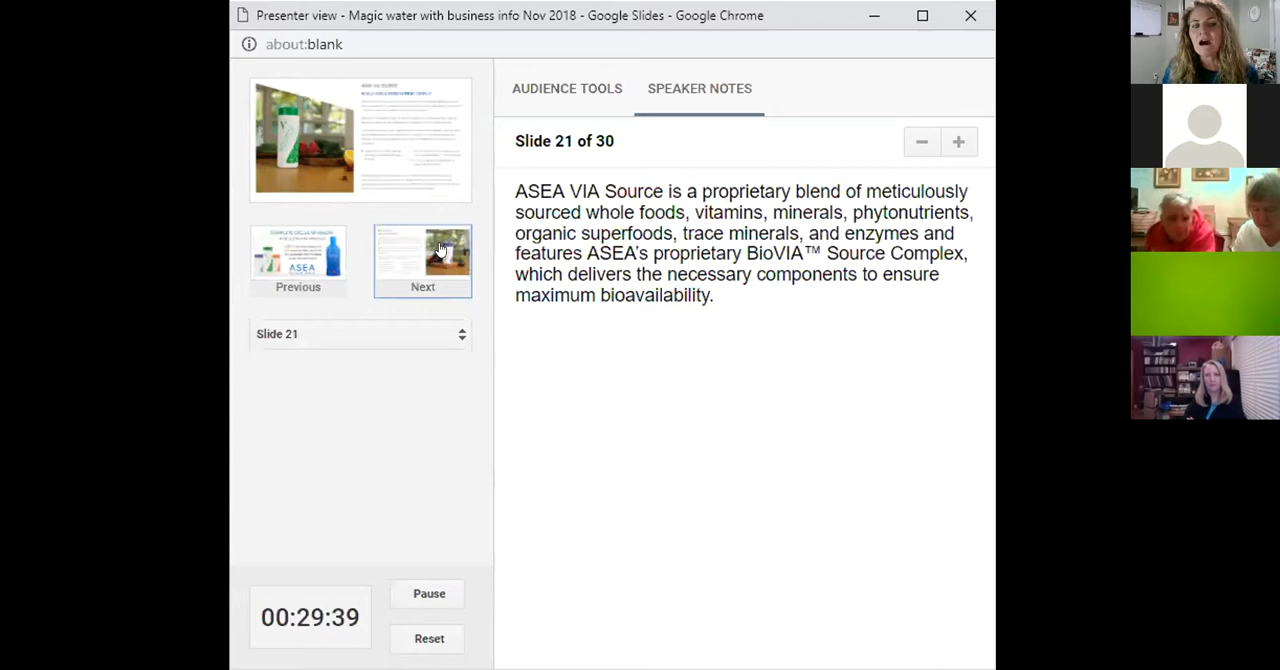 Presenter view - Magic water with business info Nov 2018 - Google Slides - Google Chrome
about:blank
AUDIENCE TOOLS
SPEAKER NOTES
Slide 21 of 30
ASEA VIA Source is a proprietary blend of meticulously
sourced whole foods, vitamins, minerals, phytonutrients,
organic superfoods, trace minerals, and enzymes and
features ASEA's proprietary BioVIA™ Source Complex,
which delivers the necessary components to ensure
maximum bioavailability.
ASEA
Previous
Next
Slide 21
00:29:39
Pause
Reset